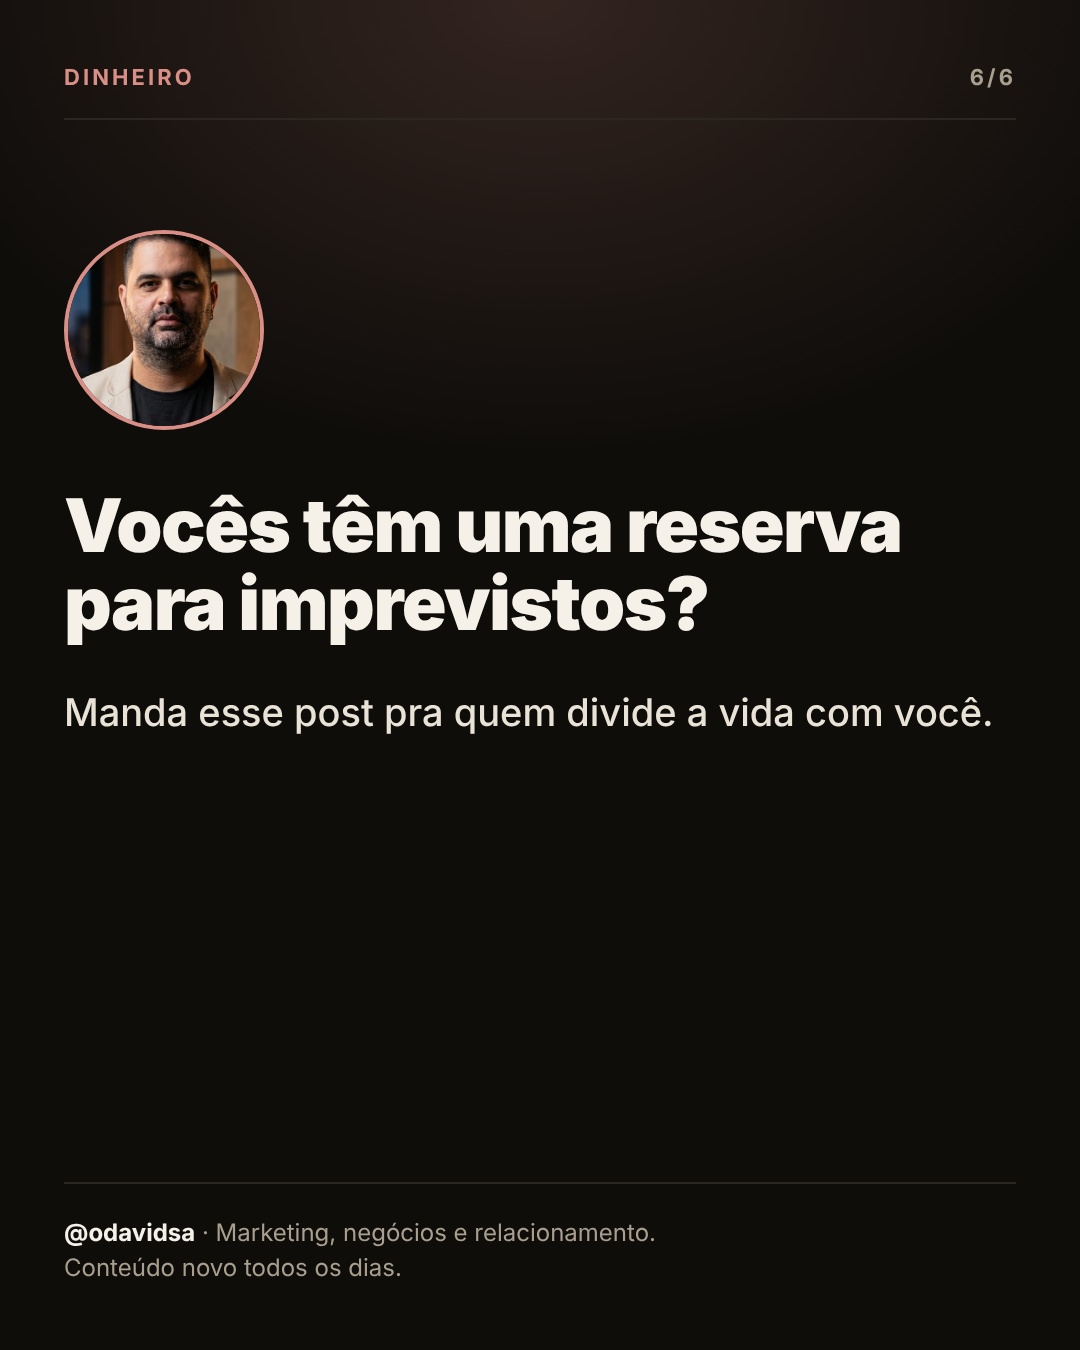 DINHEIRO
6/6
Vocês têm uma reserva
para imprevistos?
Manda esse post pra quem divide a vida com você.
@odavidsa · Marketing, negócios e relacionamento.
Conteúdo novo todos os dias.